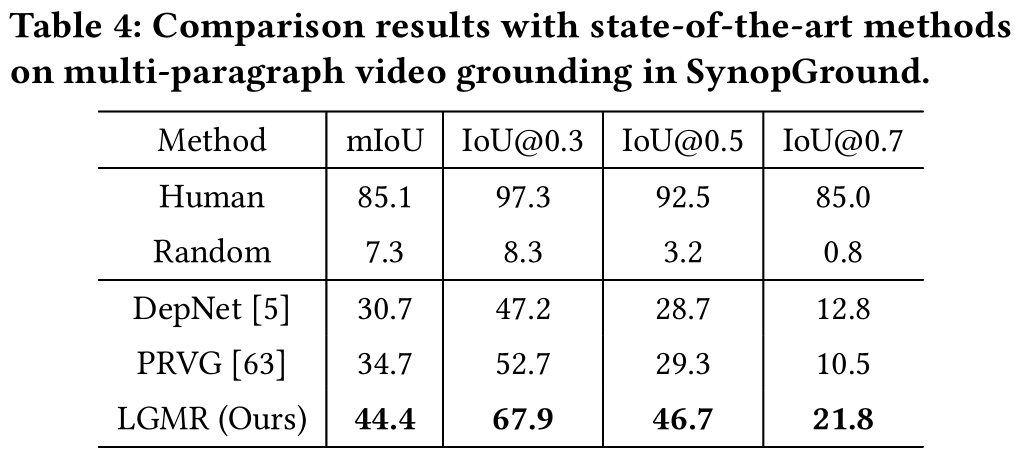 Table 4: Comparison results with state-of-the-art methods
on multi-paragraph video grounding in SynopGround.
Method mIoU IoU@0.3 IoU@0.5 IoU@0.7
Human 85.1 97.3 92.5 85.0
Random 7.3 8.3 3.2 0.8
DepNet [5] 30.7 47.2 28.7 12.8
PRVG [63] 34.7 52.7 29.3 10.5
LGMR (Ours) 44.4 67.9 46.7 21.8